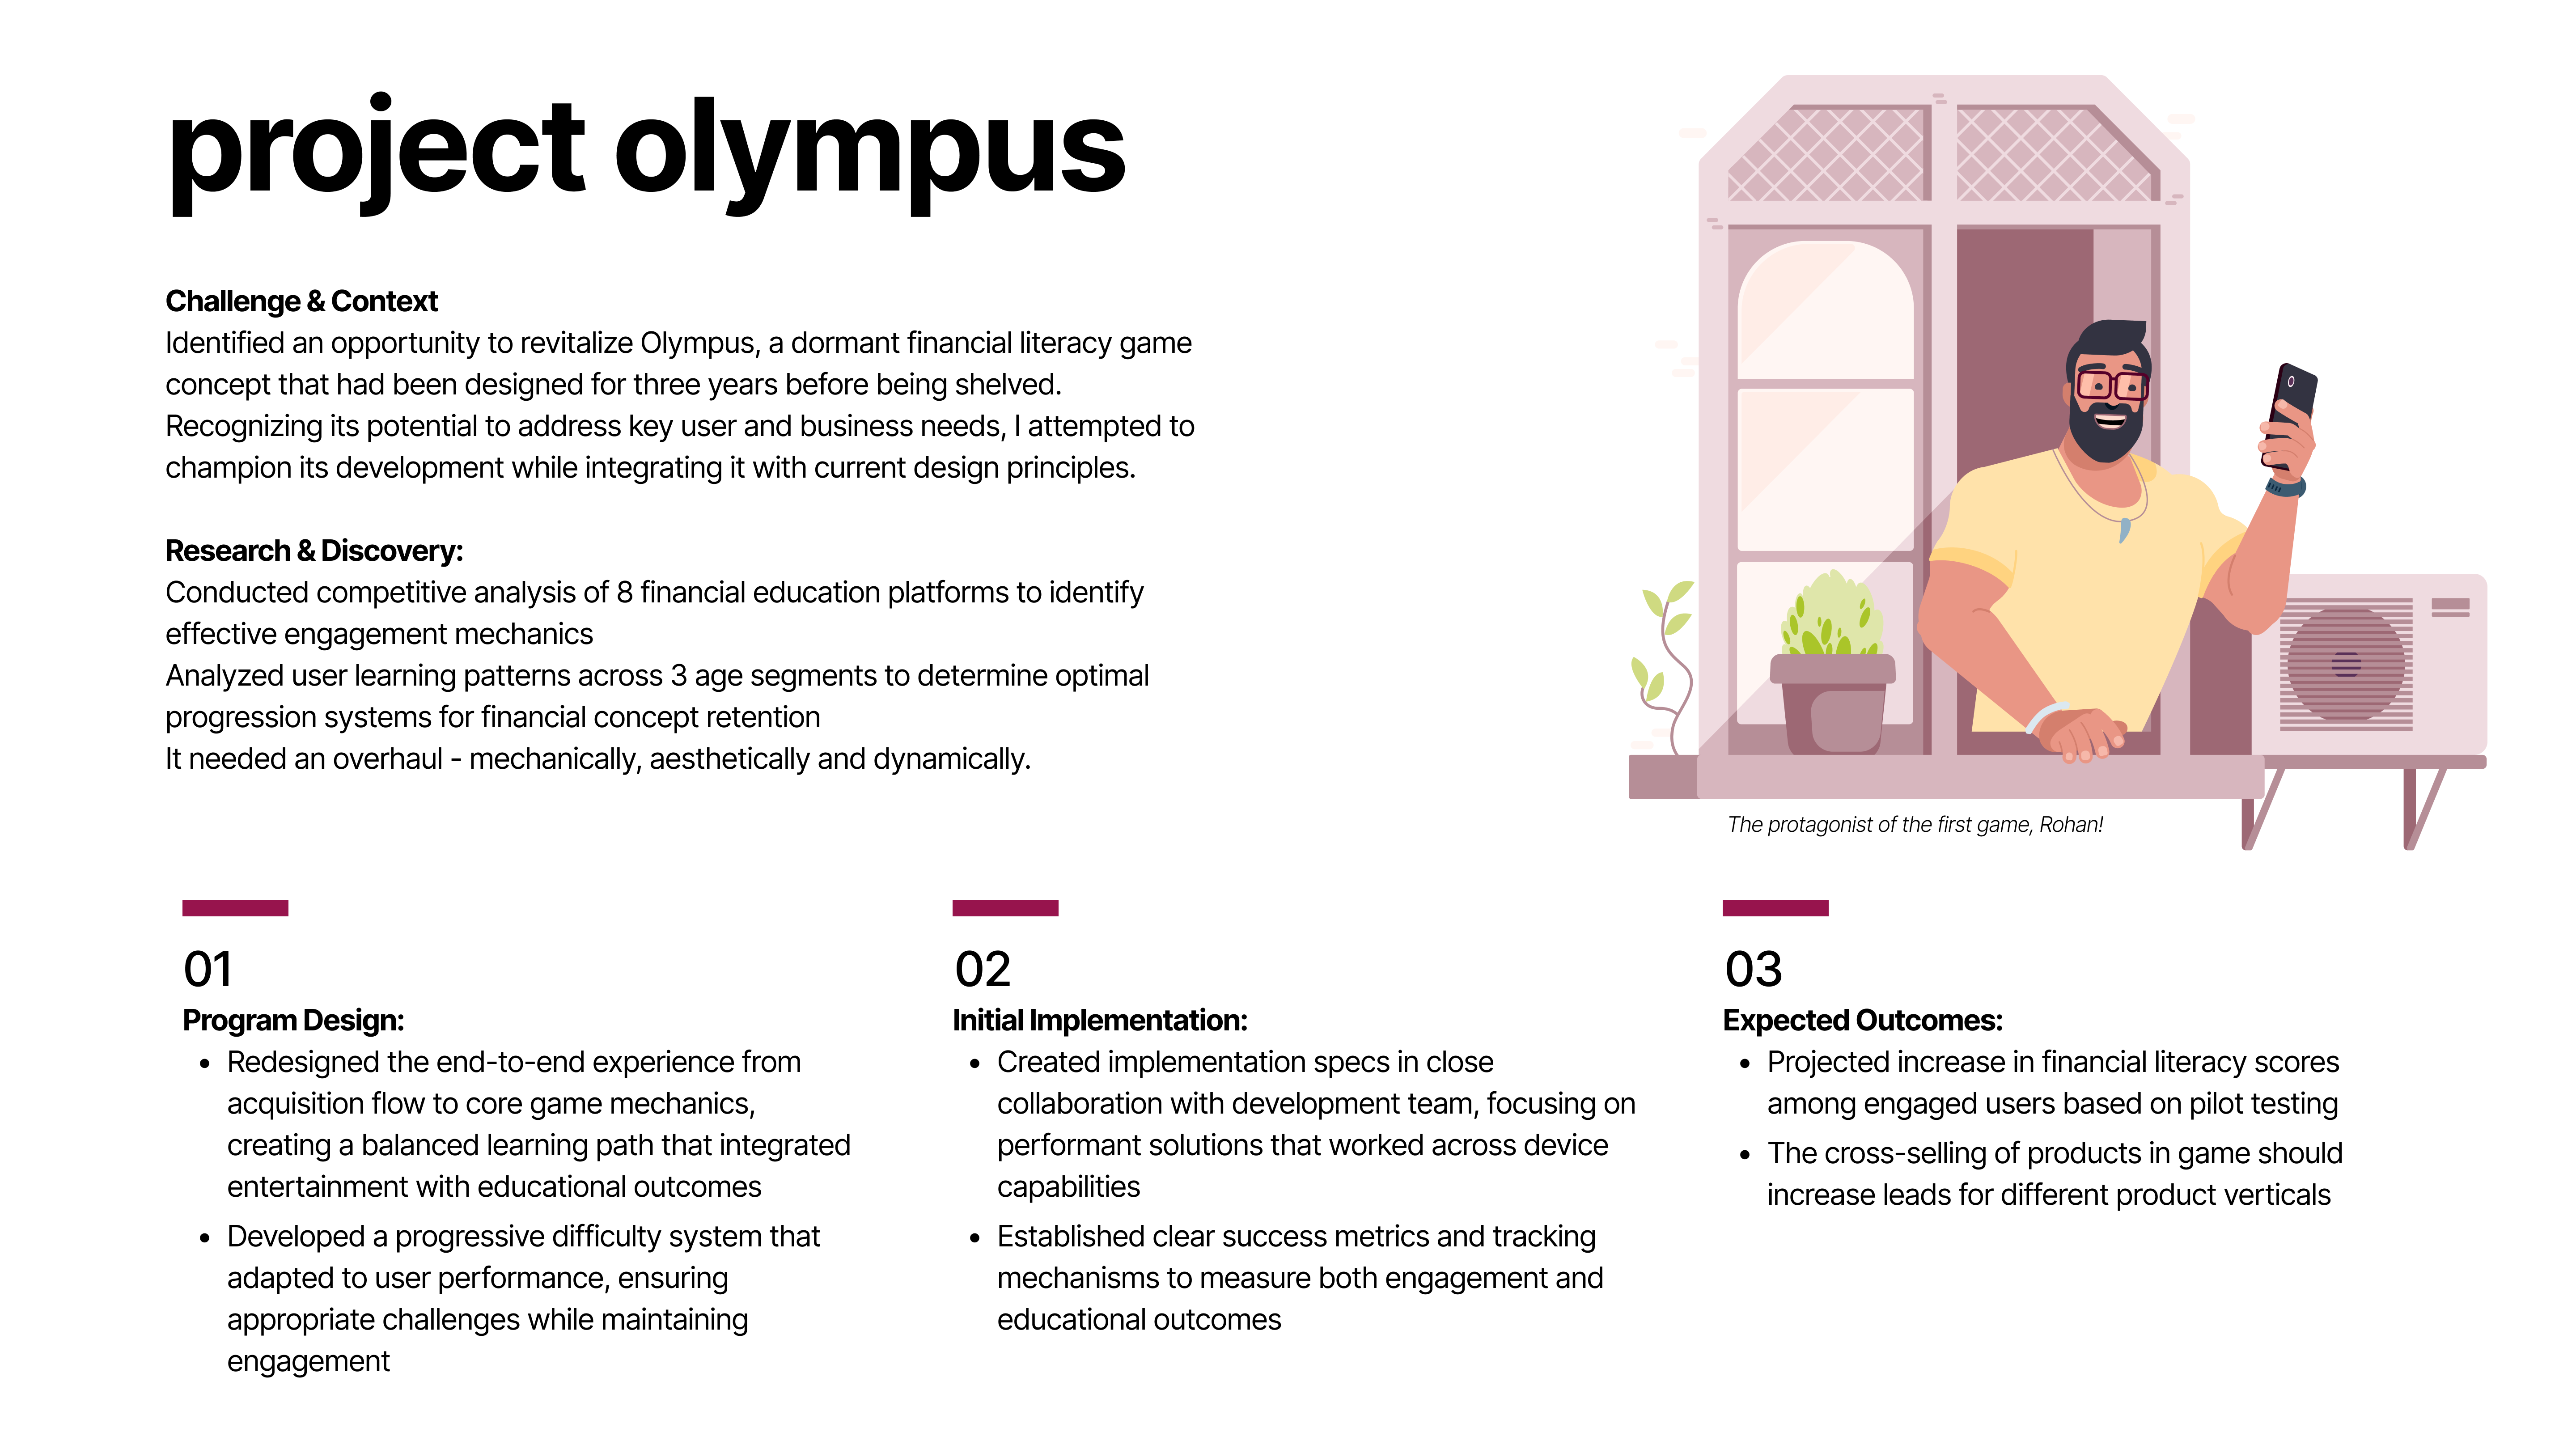 project olympus
Challenge & Context
Identified an opportunity to revitalize Olympus, a dormant financial literacy game
concept that had been designed for three years before being shelved.
Recognizing its potential to address key user and business needs, I attempted to
champion its development while integrating it with current design principles.
Research & Discovery:
Conducted competitive analysis of 8 financial education platforms to identify
effective engagement mechanics
Analyzed user learning patterns across 3 age segments to determine optimal
progression systems for financial concept retention
It needed an overhaul - mechanically, aesthetically and dynamically.
The protagonist of the first game, Rohan!
01
Program Design:
• Redesigned the end-to-end experience from
acquisition flow to core game mechanics,
creating a balanced learning path that integrated
entertainment with educational outcomes
• Developed a progressive difficulty system that
adapted to user performance, ensuring
appropriate challenges while maintaining
engagement
02
Initial Implementation:
• Created implementation specs in close
collaboration with development team, focusing on
performant solutions that worked across device
capabilities
• Established clear success metrics and tracking
mechanisms to measure both engagement and
educational outcomes
03
Expected Outcomes:
• Projected increase in financial literacy scores
among engaged users based on pilot testing
• The cross-selling of products in game should
increase leads for different product verticals